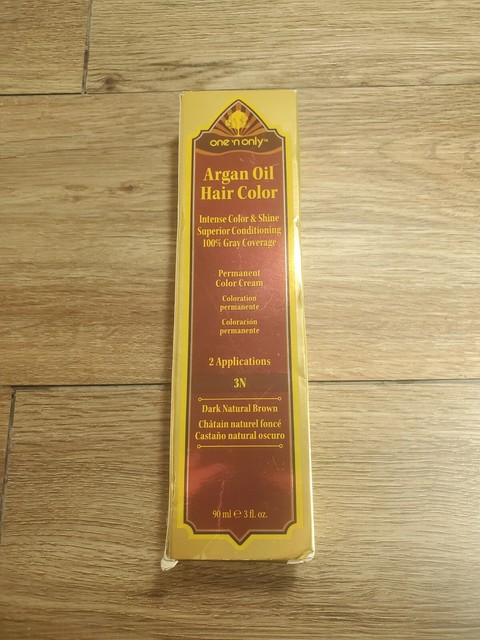 one 'n only™
Argan Oil
Hair Color
Intense Color & Shine
Superior Conditioning
100% Gray Coverage
Permanent
Color Cream
Coloration
permanente
Coloración
permanente
2 Applications
3N
Dark Natural Brown
Châtain naturel foncé
Castaño natural oscuro
90 ml ℮ 3 fl. oz.